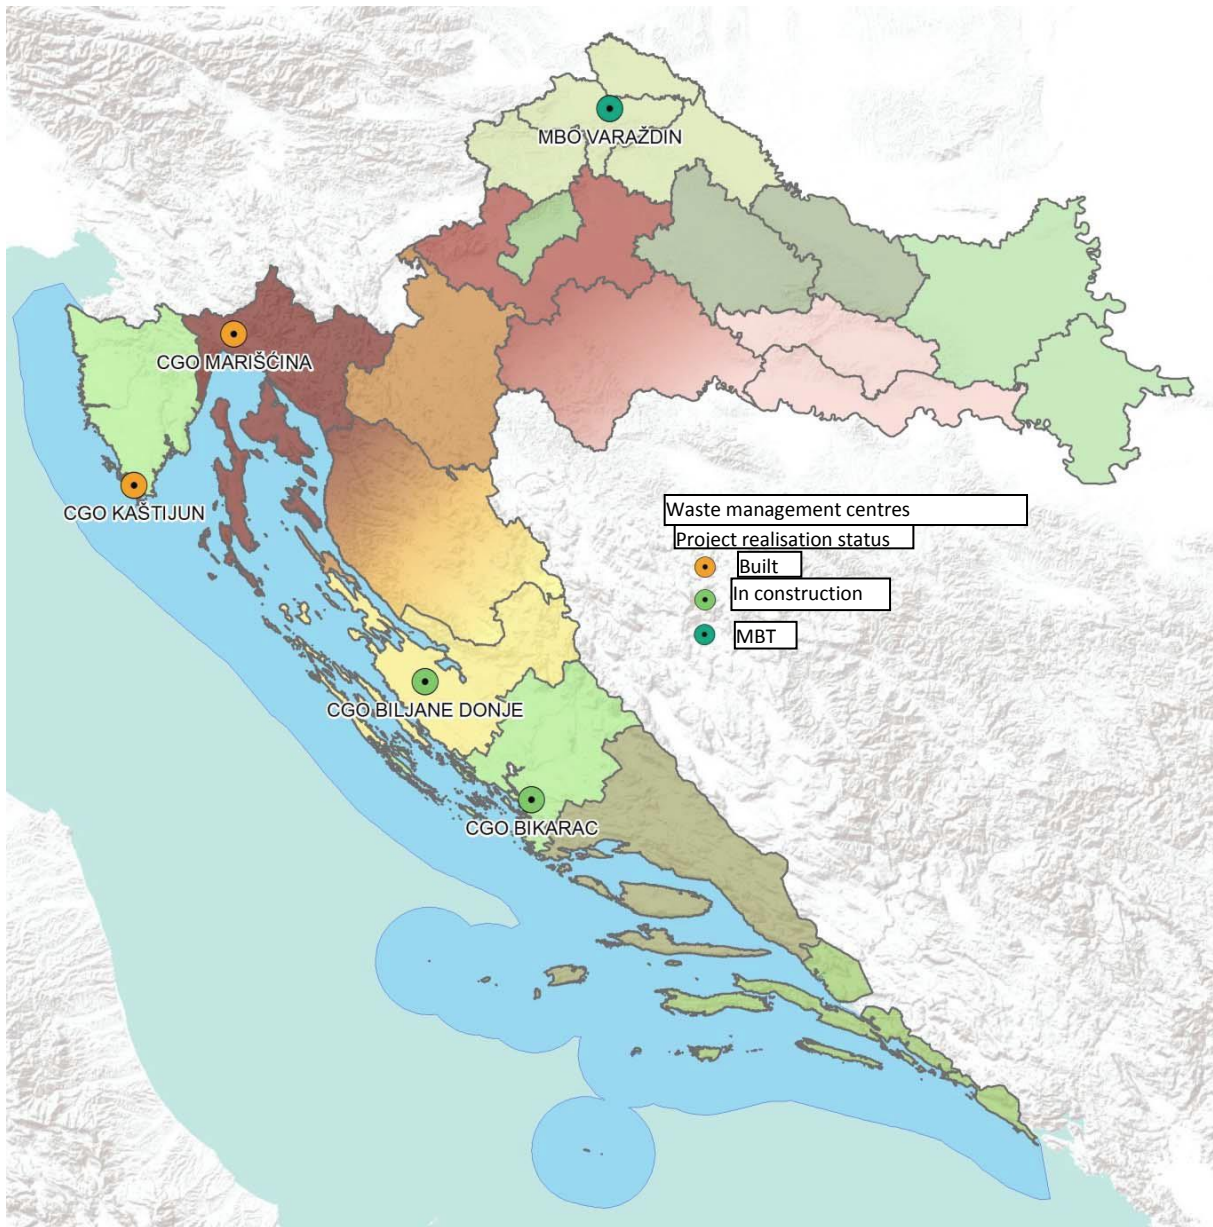 MBO VARAŽDIN
CGO MARIŠĆINA
CGO KAŠTIJUN
Waste management centres
Project realisation status
Built
In construction
MBT
CGO BILJANE DONJE
CGO BIKARAC